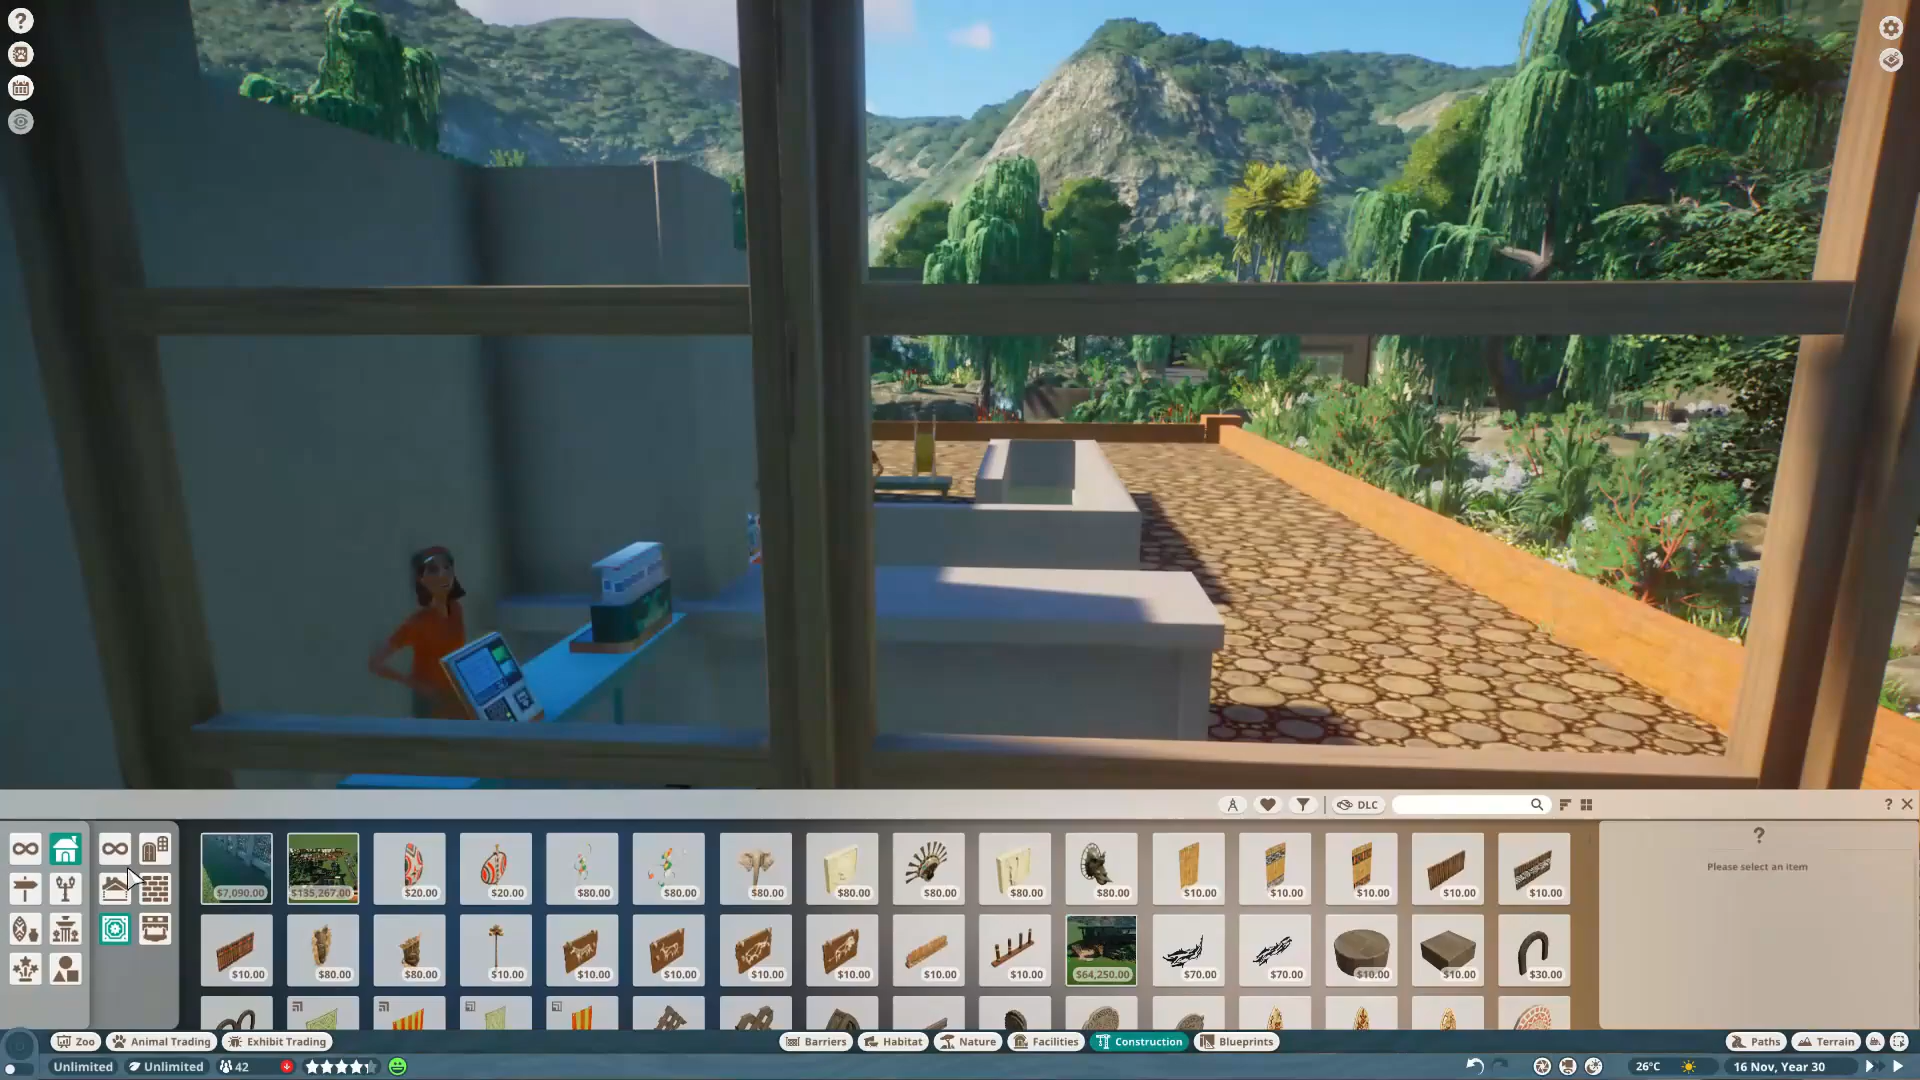 DLC
$7,090.00 $135,267.00 $20.00 $20.00 $80.00 $80.00 $80.00 $80.00 $80.00 $80.00 $80.00 $10.00 $10.00 $10.00 $10.00 $10.00
Please select an item
$10.00 $80.00 $80.00 $10.00 $10.00 $10.00 $10.00 $10.00 $10.00 $10.00 $64,250.00 $70.00 $70.00 $10.00 $10.00 $30.00
Zoo Animal Trading Exhibit Trading Barriers Habitat Nature Facilities Construction Blueprints Paths Terrain
Unlimited Unlimited 42 26°C 16 Nov, Year 30